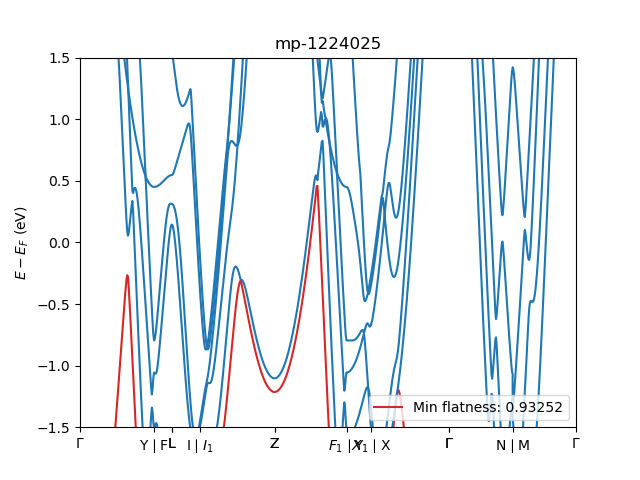 mp-1224025
1.5
1.0
0.5
0.0
−0.5
−1.0
−1.5
E − E_F (eV)
Min flatness: 0.93252
Γ Y | F L I | I₁ Z F₁ | X₁ | X Γ N | M Γ